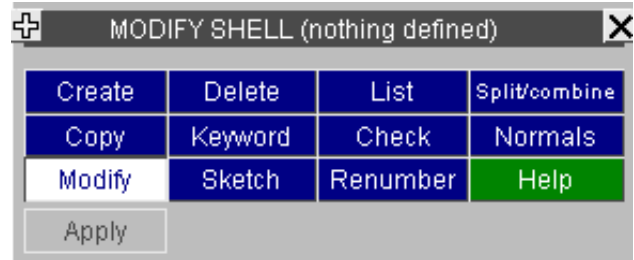 MODIFY SHELL (nothing defined)
Create Delete List Split/combine
Copy Keyword Check Normals
Modify Sketch Renumber Help
Apply